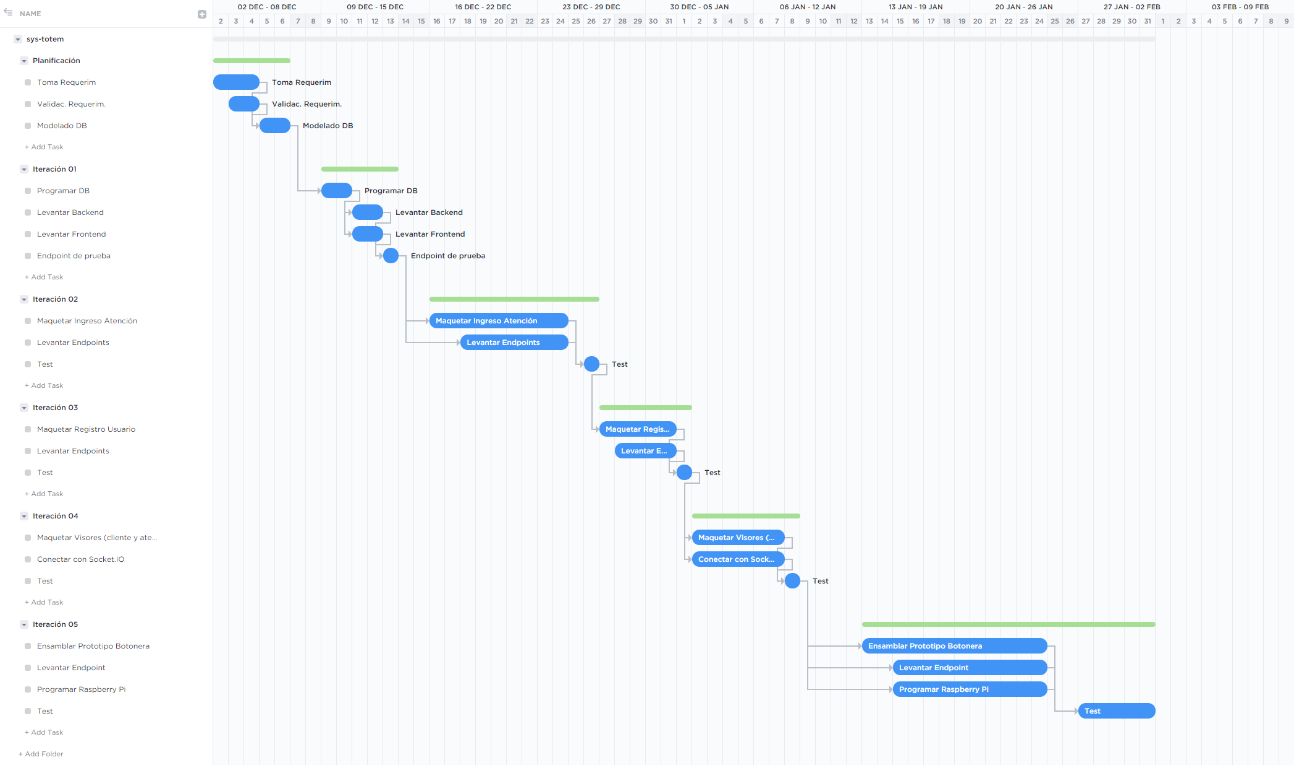 NAME
02 DEC - 08 DEC 09 DEC - 15 DEC 16 DEC - 22 DEC 23 DEC - 29 DEC 30 DEC - 05 JAN 06 JAN - 12 JAN 13 JAN - 19 JAN 20 JAN - 26 JAN 27 JAN - 02 FEB 03 FEB - 09 FEB
2 3 4 5 6 7 8 9 10 11 12 13 14 15 16 17 18 19 20 21 22 23 24 25 26 27 28 29 30 31 1 2 3 4 5 6 7 8 9 10 11 12 13 14 15 16 17 18 19 20 21 22 23 24 25 26 27 28 29 30 31 1 2 3 4 5 6 7 8 9
sys-totem
Planificación
Toma Requerim Toma Requerim
Validac. Requerim. Validac. Requerim.
Modelado DB Modelado DB
+ Add Task
Iteración 01
Programar DB Programar DB
Levantar Backend Levantar Backend
Levantar Frontend Levantar Frontend
Endpoint de prueba Endpoint de prueba
+ Add Task
Iteración 02
Maquetar Ingreso Atención Maquetar Ingreso Atención
Levantar Endpoints Levantar Endpoints
Test Test
+ Add Task
Iteración 03
Maquetar Registro Usuario Maquetar Regis...
Levantar Endpoints Levantar E...
Test Test
+ Add Task
Iteración 04
Maquetar Visores (cliente y ate... Maquetar Visores (...
Conectar con Socket.IO Conectar con Sock...
Test Test
+ Add Task
Iteración 05
Ensamblar Prototipo Botonera Ensamblar Prototipo Botonera
Levantar Endpoint Levantar Endpoint
Programar Raspberry Pi Programar Raspberry Pi
Test Test
+ Add Task
+ Add Folder